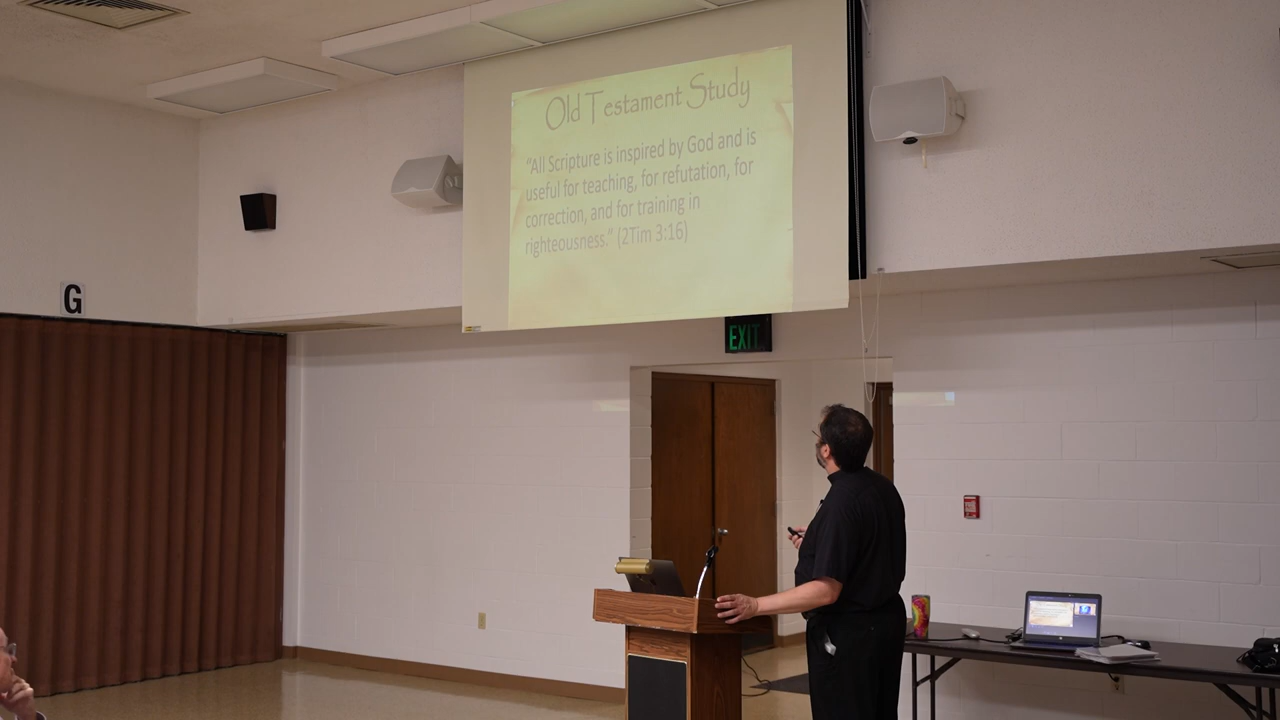 Old Testament Study
"All Scripture is inspired by God and is
useful for teaching, for refutation, for
correction, and for training in
righteousness." (2Tim 3:16)
G
EXIT